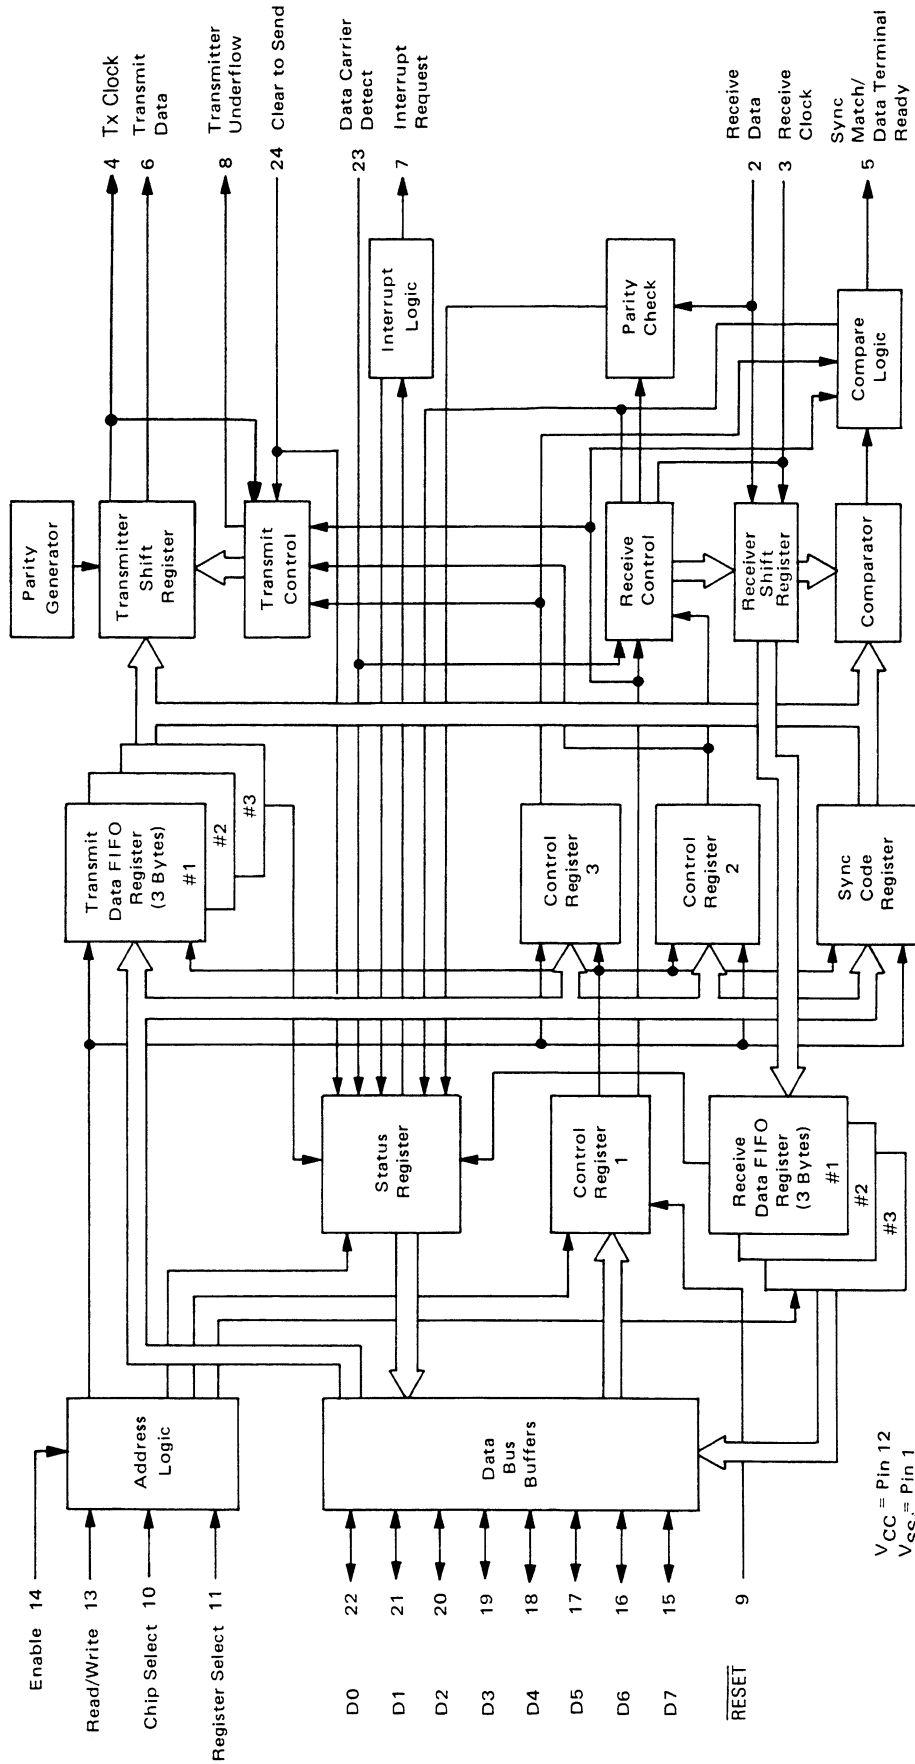 Enable 14
Read/Write 13
Chip Select 10
Register Select 11
D0 22
D1 21
D2 20
D3 19
D4 18
D5 17
D6 16
D7 15
RESET 9
Address
Logic
Data
Bus
Buffers
Status
Register
Control
Register
1
Receive
Data FIFO
Register
(3 Bytes)
#1
#2
#3
Transmit
Data FIFO
Register
(3 Bytes)
#1
#2
#3
Control
Register
3
Control
Register
2
Sync
Code
Register
Parity
Generator
Transmitter
Shift
Register
Transmit
Control
Receive
Control
Receiver
Shift
Register
Comparator
Interrupt
Logic
Parity
Check
Compare
Logic
4 Tx Clock
6 Transmit
Data
8 Transmitter
Underflow
24 Clear to Send
23 Data Carrier
Detect
7 Interrupt
Request
2 Receive
Data
3 Receive
Clock
5 Sync
Match/
Data Terminal
Ready
VCC = Pin 12
VSS = Pin 1